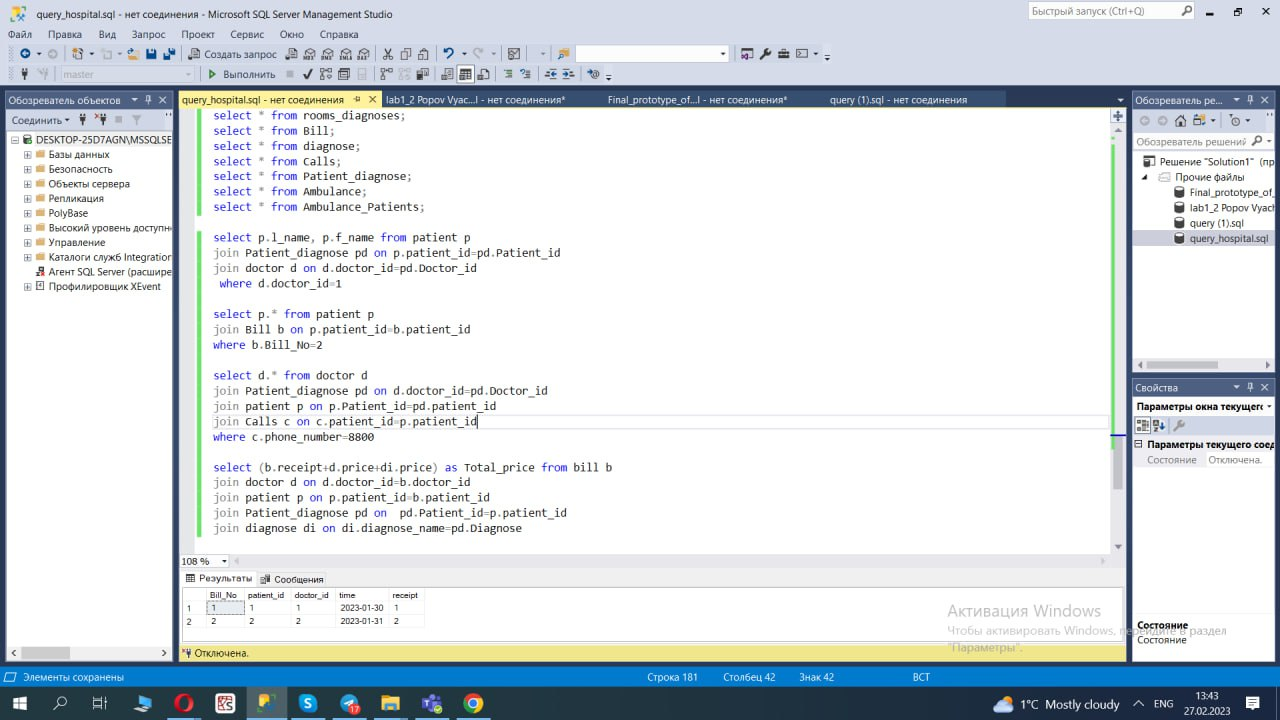 query_hospital.sql - нет соединения - Microsoft SQL Server Management Studio
Быстрый запуск (Ctrl+Q)
Файл Правка Вид Запрос Проект Сервис Окно Справка
Создать запрос
master
Выполнить
Обозреватель объектов
query_hospital.sql - нет соединения
lab1_2 Popov Vyac...l - нет соединения*
Final_prototype_of...l - нет соединения*
query (1).sql - нет соединения
Обозреватель ре...
Соединить
DESKTOP-25D7AGN\MSSQLSE
Базы данных
Безопасность
Объекты сервера
Репликация
PolyBase
Высокий уровень доступно
Управление
Каталоги служб Integration
Агент SQL Server (расшире
Профилировщик XEvent
select * from rooms_diagnoses;
select * from Bill;
select * from diagnose;
select * from Calls;
select * from Patient_diagnose;
select * from Ambulance;
select * from Ambulance_Patients;
select p.l_name, p.f_name from patient p
join Patient_diagnose pd on p.patient_id=pd.Patient_id
join doctor d on d.doctor_id=pd.Doctor_id
where d.doctor_id=1
select p.* from patient p
join Bill b on p.patient_id=b.patient_id
where b.Bill_No=2
select d.* from doctor d
join Patient_diagnose pd on d.doctor_id=pd.Doctor_id
join patient p on p.Patient_id=pd.patient_id
join Calls c on c.patient_id=p.patient_id
where c.phone_number=8800
select (b.receipt+d.price+di.price) as Total_price from bill b
join doctor d on d.doctor_id=b.doctor_id
join patient p on p.patient_id=b.patient_id
join Patient_diagnose pd on  pd.Patient_id=p.patient_id
join diagnose di on di.diagnose_name=pd.Diagnose
108 %
Результаты Сообщения
Bill_No patient_id doctor_id time receipt
1 1 1 1 2023-01-30 1
2 2 2 2 2023-01-31 2
Отключена.
Обозреватель решений
Решение "Solution1" (пр
Прочие файлы
Final_prototype_of_
lab1_2 Popov Vyach
query (1).sql
query_hospital.sql
Свойства
Параметры окна текущего
Параметры текущего соед
Состояние Отключена.
Состояние
Состояние
Активация Windows
Чтобы активировать Windows, перейдите в раздел
"Параметры".
Элементы сохранены
Строка 181
Столбец 42
Знак 42
ВСТ
17
1°C Mostly cloudy
ENG
13:43
27.02.2023